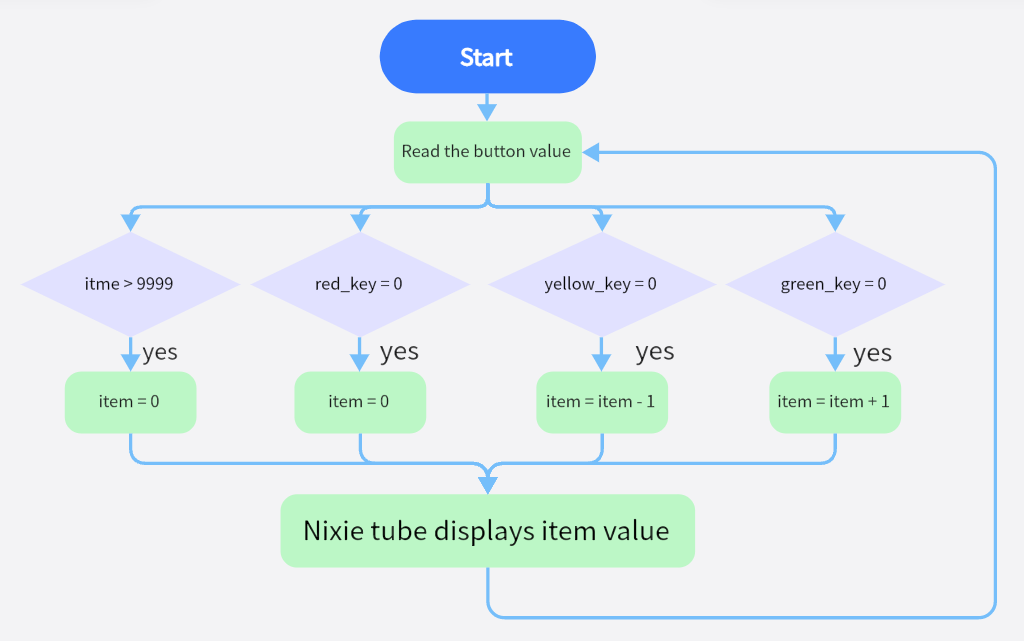 Start
Read the button value
itme > 9999
red_key = 0
yellow_key = 0
green_key = 0
yes
yes
yes
yes
item = 0
item = 0
item = item - 1
item = item + 1
Nixie tube displays item value